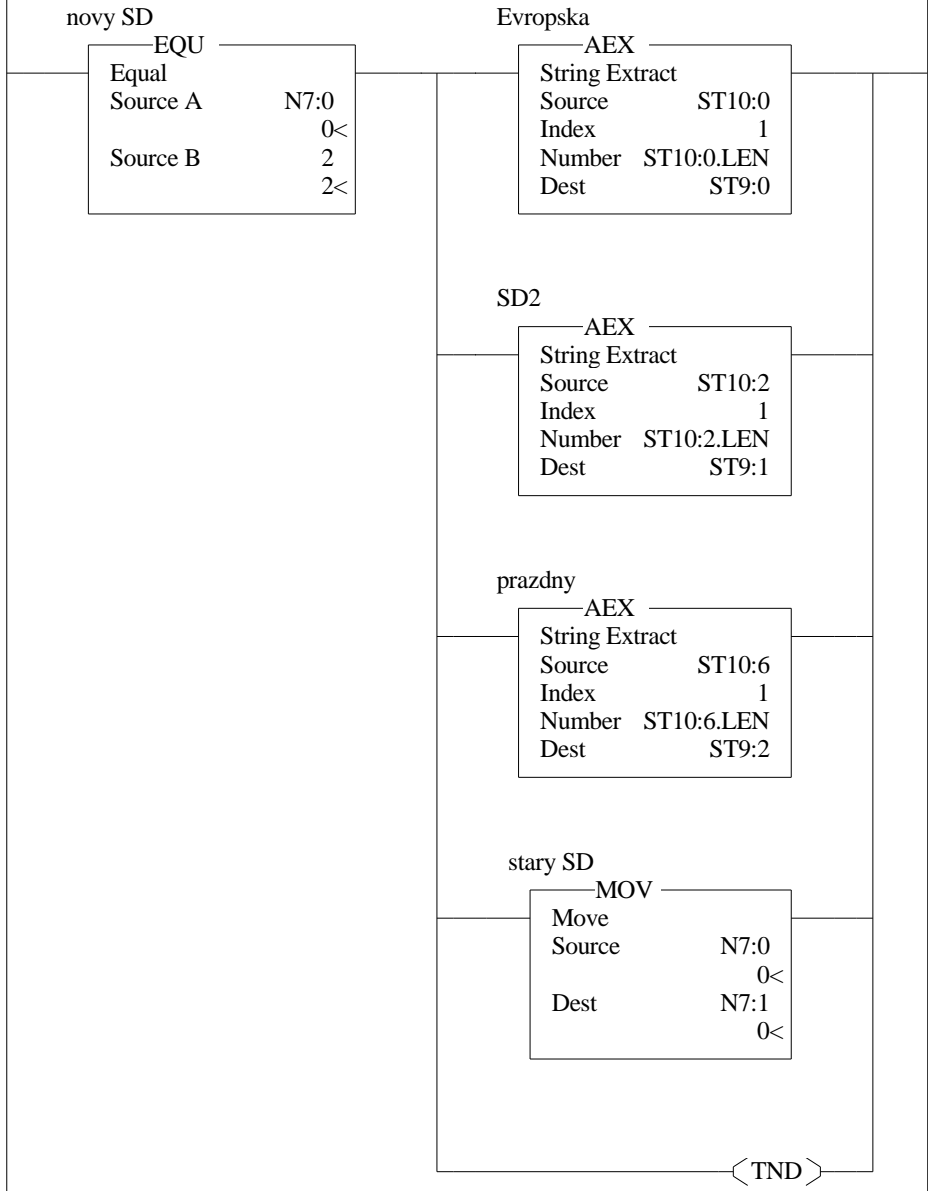 novy SD
EQU
Equal
Source A N7:0
0<
Source B 2
2<
Evropska
AEX
String Extract
Source ST10:0
Index 1
Number ST10:0.LEN
Dest ST9:0
SD2
AEX
String Extract
Source ST10:2
Index 1
Number ST10:2.LEN
Dest ST9:1
prazdny
AEX
String Extract
Source ST10:6
Index 1
Number ST10:6.LEN
Dest ST9:2
stary SD
MOV
Move
Source N7:0
0<
Dest N7:1
0<
TND